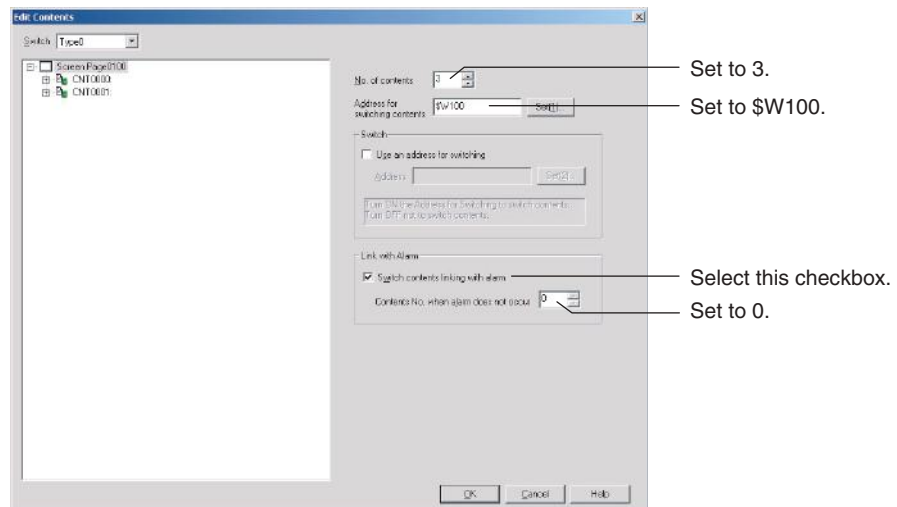 Edit Contents
Switch Type0
Screen Page0100
CNT0000:
CNT0001:
No. of contents 3
Set to 3.
Address for
switching contents $W100 Set(1)...
Set to $W100.
Switch
Use an address for switching
Address Set(2)...
Turn ON the Address for Switching to switch contents.
Turn OFF not to switch contents.
Link with Alarm
Switch contents linking with alarm
Select this checkbox.
Contents No. when alarm does not occur 0
Set to 0.
OK Cancel Help